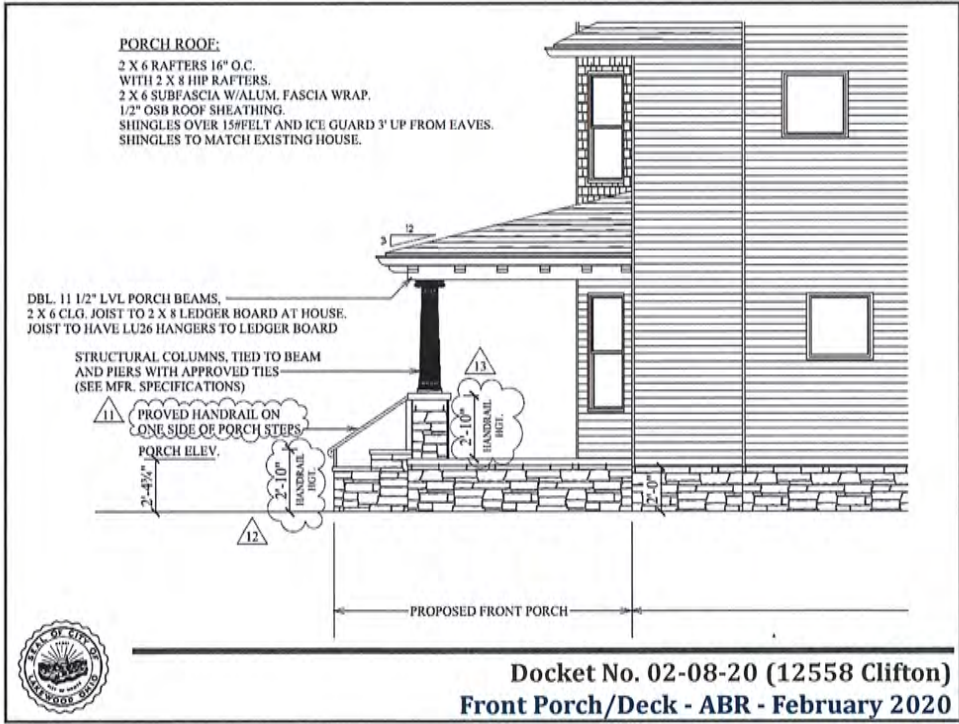 PORCH ROOF:
2 X 6 RAFTERS 16" O.C.
WITH 2 X 8 HIP RAFTERS.
2 X 6 SUBFASCIA W/ALUM. FASCIA WRAP.
1/2" OSB ROOF SHEATHING.
SHINGLES OVER 15#FELT AND ICE GUARD 3' UP FROM EAVES.
SHINGLES TO MATCH EXISTING HOUSE.
12
3
DBL. 11 1/2" LVL PORCH BEAMS,
2 X 6 CLG. JOIST TO 2 X 8 LEDGER BOARD AT HOUSE.
JOIST TO HAVE LU26 HANGERS TO LEDGER BOARD
STRUCTURAL COLUMNS, TIED TO BEAM
AND PIERS WITH APPROVED TIES
(SEE MFR. SPECIFICATIONS)
13
11
PROVED HANDRAIL ON
ONE SIDE OF PORCH STEPS
2'-10"
HANDRAIL
HGT.
PORCH ELEV.
2'-4¾"
2'-10"
HANDRAIL
HGT.
2'-0"
12
PROPOSED FRONT PORCH
SEAL OF CITY OF
LAKEWOOD OHIO
Docket No. 02-08-20 (12558 Clifton)
Front Porch/Deck - ABR - February 2020